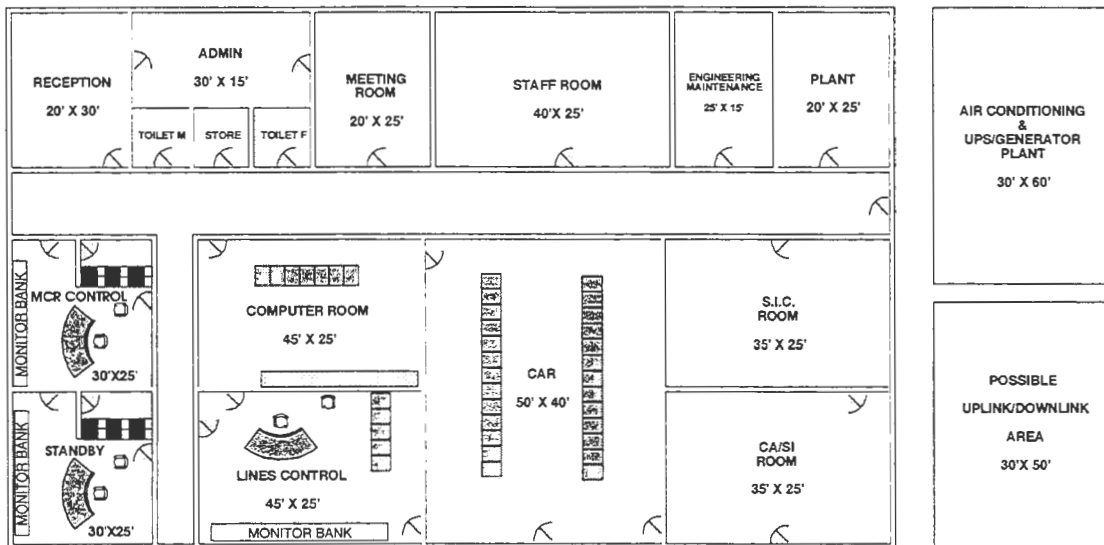 RECEPTION
20' X 30'
ADMIN
30' X 15'
TOILET M
STORE
TOILET F
MEETING
ROOM
20' X 25'
STAFF ROOM
40'X 25'
ENGINEERING
MAINTENANCE
25' X 15'
PLANT
20' X 25'
AIR CONDITIONING
&
UPS/GENERATOR
PLANT
30' X 60'
MONITOR BANK
MCR CONTROL
30'X25'
COMPUTER ROOM
45' X 25'
CAR
50' X 40'
S.I.C.
ROOM
35' X 25'
MONITOR BANK
STANDBY
30'X25'
LINES CONTROL
45' X 25'
MONITOR BANK
CA/SI
ROOM
35' X 25'
POSSIBLE
UPLINK/DOWNLINK
AREA
30'X 50'